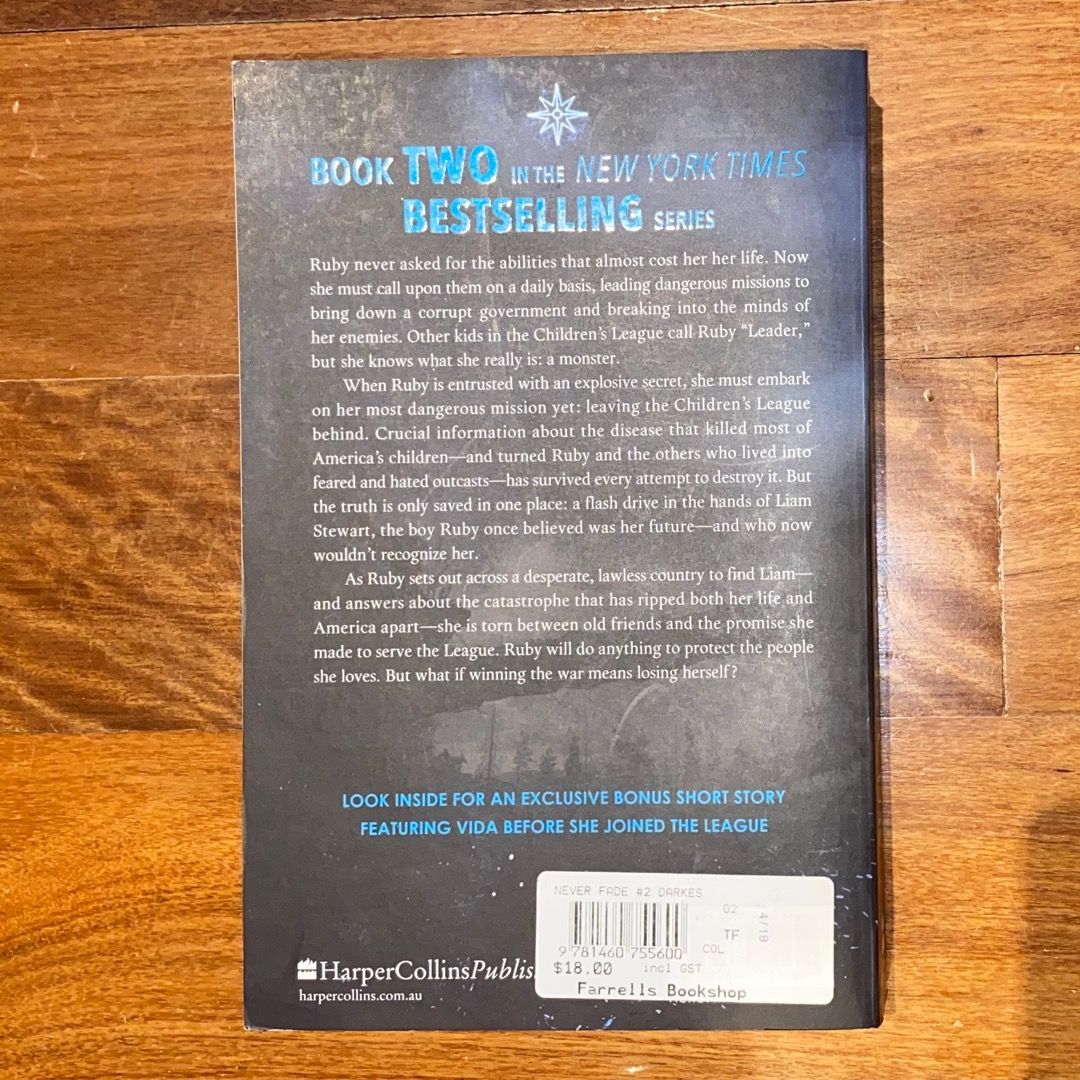 BOOK TWO IN THE NEW YORK TIMES
BESTSELLING SERIES
Ruby never asked for the abilities that almost cost her her life. Now
she must call upon them on a daily basis, leading dangerous missions to
bring down a corrupt government and breaking into the minds of
her enemies. Other kids in the Children's League call Ruby “Leader,”
but she knows what she really is: a monster.
When Ruby is entrusted with an explosive secret, she must embark
on her most dangerous mission yet: leaving the Children's League
behind. Crucial information about the disease that killed most of
America's children—and turned Ruby and the others who lived into
feared and hated outcasts—has survived every attempt to destroy it. But
the truth is only saved in one place: a flash drive in the hands of Liam
Stewart, the boy Ruby once believed was her future—and who now
wouldn't recognize her.
As Ruby sets out across a desperate, lawless country to find Liam—
and answers about the catastrophe that has ripped both her life and
America apart—she is torn between old friends and the promise she
made to serve the League. Ruby will do anything to protect the people
she loves. But what if winning the war means losing herself?
LOOK INSIDE FOR AN EXCLUSIVE BONUS SHORT STORY
FEATURING VIDA BEFORE SHE JOINED THE LEAGUE
NEVER FADE #2 DARKES
02
4/18
TF
9 781460 755600 COL
$18.00 incl GST
Farrells Bookshop
HarperCollinsPublis
harpercollins.com.au